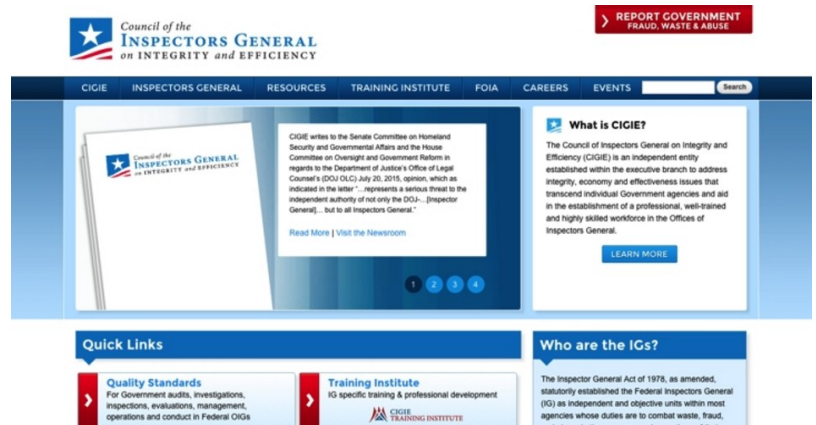 Council of the
INSPECTORS GENERAL
on INTEGRITY and EFFICIENCY
REPORT GOVERNMENT
FRAUD, WASTE & ABUSE
CIGIE INSPECTORS GENERAL RESOURCES TRAINING INSTITUTE FOIA CAREERS EVENTS Search
Council of the
INSPECTORS GENERAL
on INTEGRITY and EFFICIENCY
CIGIE writes to the Senate Committee on Homeland
Security and Governmental Affairs and the House
Committee on Oversight and Government Reform in
regards to the Department of Justice's Office of Legal
Counsel's (DOJ OLC) July 20, 2015, opinion, which as
indicated in the letter "...represents a serious threat to the
independent authority of not only the DOJ-...[Inspector
General]... but to all Inspectors General."
Read More | Visit the Newsroom
1 2 3 4
What is CIGIE?
The Council of Inspectors General on Integrity and
Efficiency (CIGIE) is an independent entity
established within the executive branch to address
integrity, economy and effectiveness issues that
transcend individual Government agencies and aid
in the establishment of a professional, well-trained
and highly skilled workforce in the Offices of
Inspectors General.
LEARN MORE
Quick Links
Quality Standards
For Government audits, investigations,
inspections, evaluations, management,
operations and conduct in Federal OIGs
Training Institute
IG specific training & professional development
CIGIE
TRAINING INSTITUTE
Who are the IGs?
The Inspector General Act of 1978, as amended,
statutorily established the Federal Inspectors General
(IG) as independent and objective units within most
agencies whose duties are to combat waste, fraud,